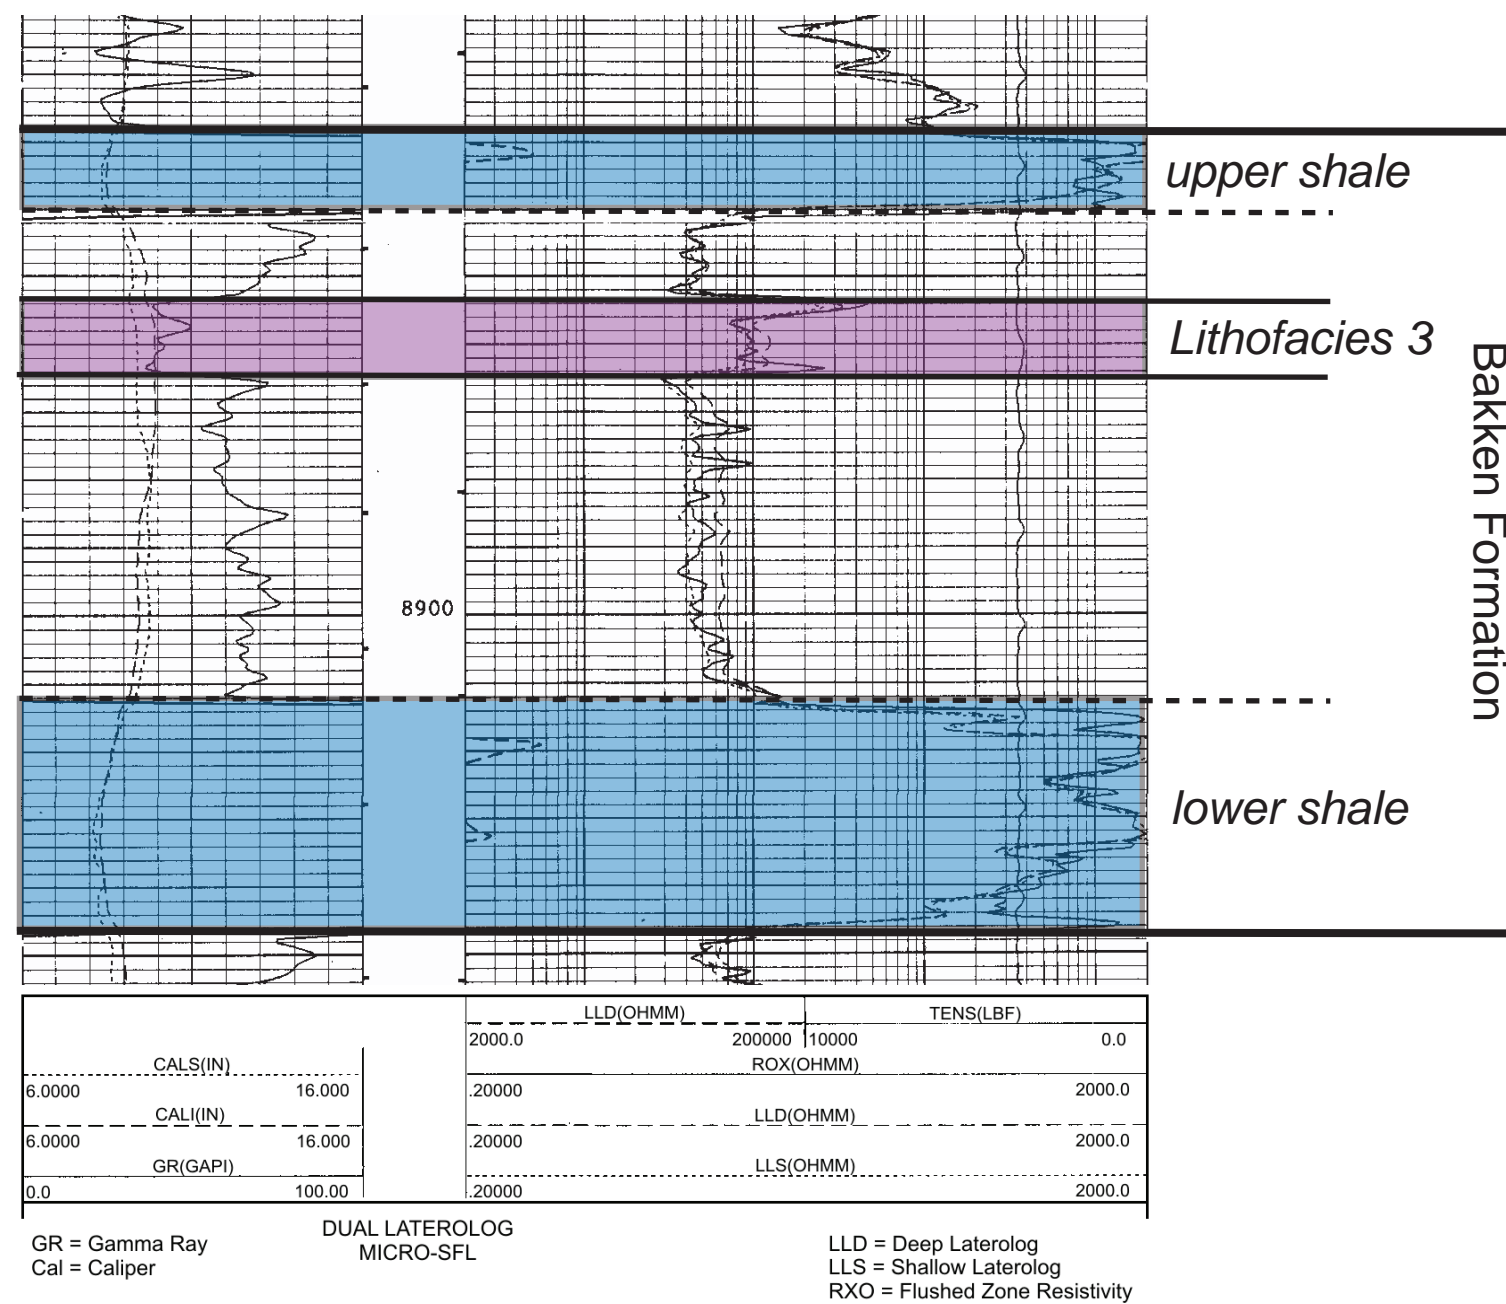 upper shale
Lithofacies 3
Bakken Formation
8900
lower shale
LLD(OHMM) TENS(LBF)
2000.0 200000 10000 0.0
CALS(IN) ROX(OHMM)
6.0000 16.000 .20000 2000.0
CALI(IN) LLD(OHMM)
6.0000 16.000 .20000 2000.0
GR(GAPI) LLS(OHMM)
0.0 100.00 .20000 2000.0
DUAL LATEROLOG
MICRO-SFL
GR = Gamma Ray
Cal = Caliper
LLD = Deep Laterolog
LLS = Shallow Laterolog
RXO = Flushed Zone Resistivity